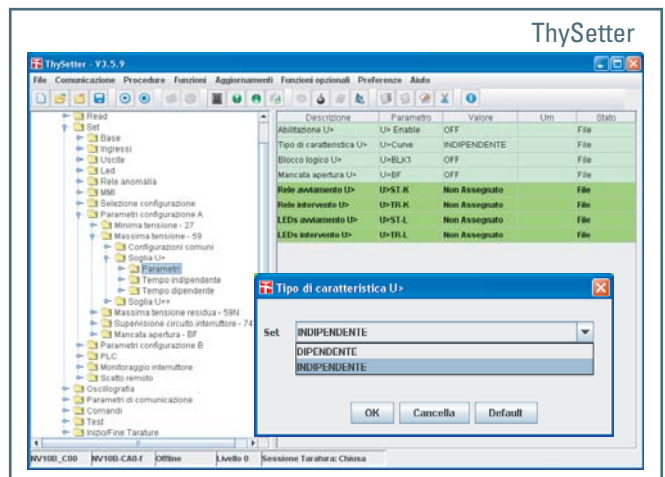 ThySetter
ThySetter - V3.5.9
File Comunicazione Procedure Funzioni Aggiornamenti Funzioni opzionali Preferenze Aiuto
Read
Set
Base
Ingressi
Uscite
Led
Rele anomalia
MMI
Selezione configurazione
Parametri configurazione A
Minima tensione - 27
Massima tensione - 59
Configurazioni comuni
Soglia U>
Parametri
Tempo indipendente
Tempo dipendente
Soglia U>>
Massima tensione residua - 59N
Supervisione circuito interruttore - 74
Mancata apertura - BF
Parametri configurazione B
PLC
Monitoraggio interruttore
Scatto remoto
Oscillografia
Parametri di comunicazione
Comandi
Test
Inizio/Fine Tarature
Descrizione Parametro Valore Um Stato
Abilitazione U> U> Enable OFF File
Tipo di caratteristica U> U>Curve INDIPENDENTE File
Blocco logico U> U>BLK1 OFF File
Mancata apertura U> U>BF OFF File
Rele avviamento U> U>ST-K Non Assegnato File
Rele intervento U> U>TR-K Non Assegnato File
LEDs avviamento U> U>ST-L Non Assegnato File
LEDs intervento U> U>TR-L Non Assegnato File
Tipo di caratteristica U>
Set INDIPENDENTE
DIPENDENTE
INDIPENDENTE
OK Cancella Default
NV10B_C00 NV10B-CA0-f Offline Livello 0 Sessione Taratura: Chiusa